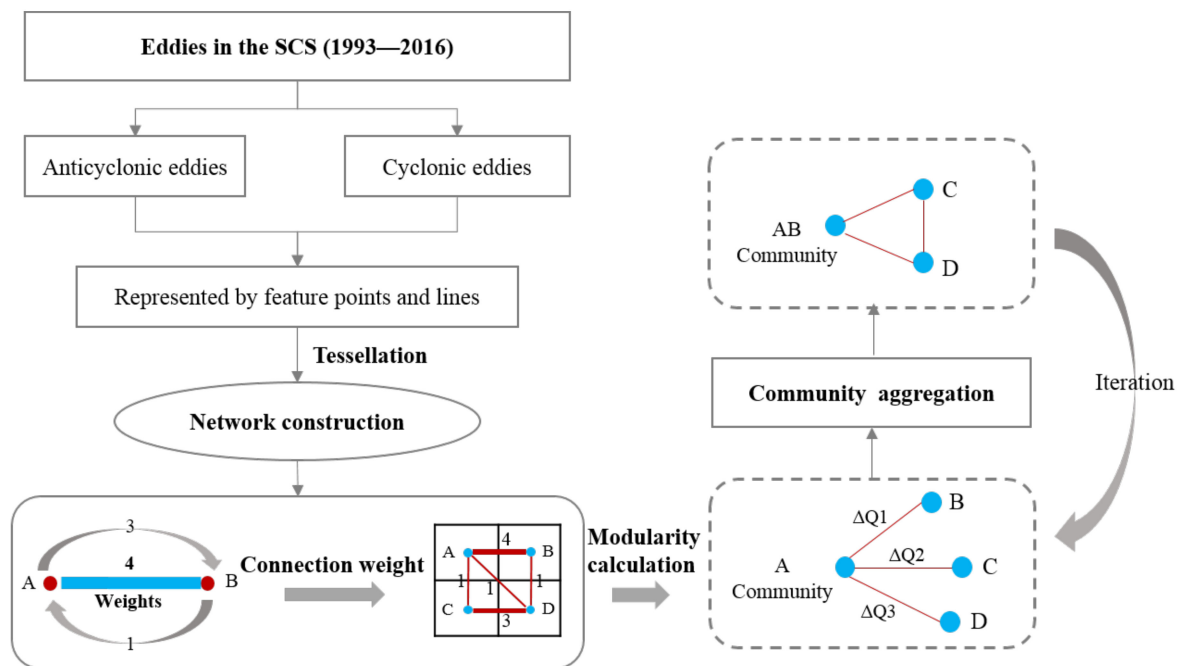 Eddies in the SCS (1993—2016)
Anticyclonic eddies
Cyclonic eddies
Represented by feature points and lines
Tessellation
Network construction
3
4
A
B
Weights
1
Connection weight
4
A
B
1
1
1
C
D
3
Modularity
calculation
ΔQ1
B
ΔQ2
A
Community
C
ΔQ3
D
Community aggregation
C
AB
Community
D
Iteration